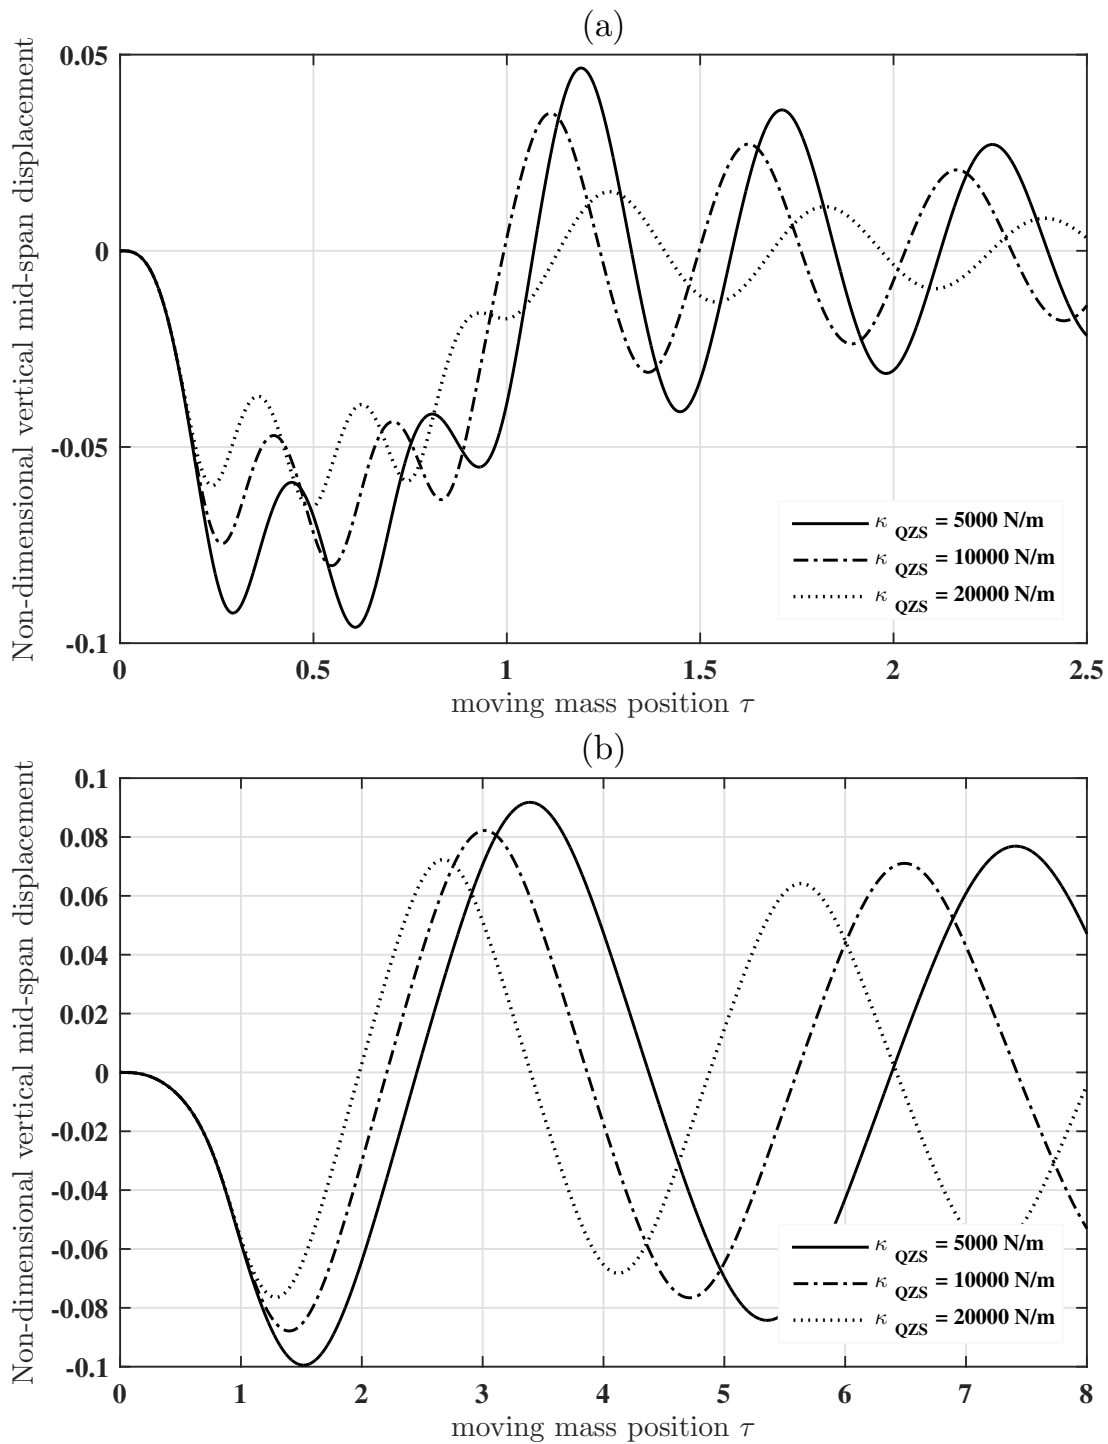 (a)
Non-dimensional vertical mid-span displacement
0.05
0
-0.05
-0.1
κ QZS = 5000 N/m
κ QZS = 10000 N/m
κ QZS = 20000 N/m
0 0.5 1 1.5 2 2.5
moving mass position τ
(b)
Non-dimensional vertical mid-span displacement
0.1
0.08
0.06
0.04
0.02
0
-0.02
-0.04
-0.06
-0.08
-0.1
κ QZS = 5000 N/m
κ QZS = 10000 N/m
κ QZS = 20000 N/m
0 1 2 3 4 5 6 7 8
moving mass position τ